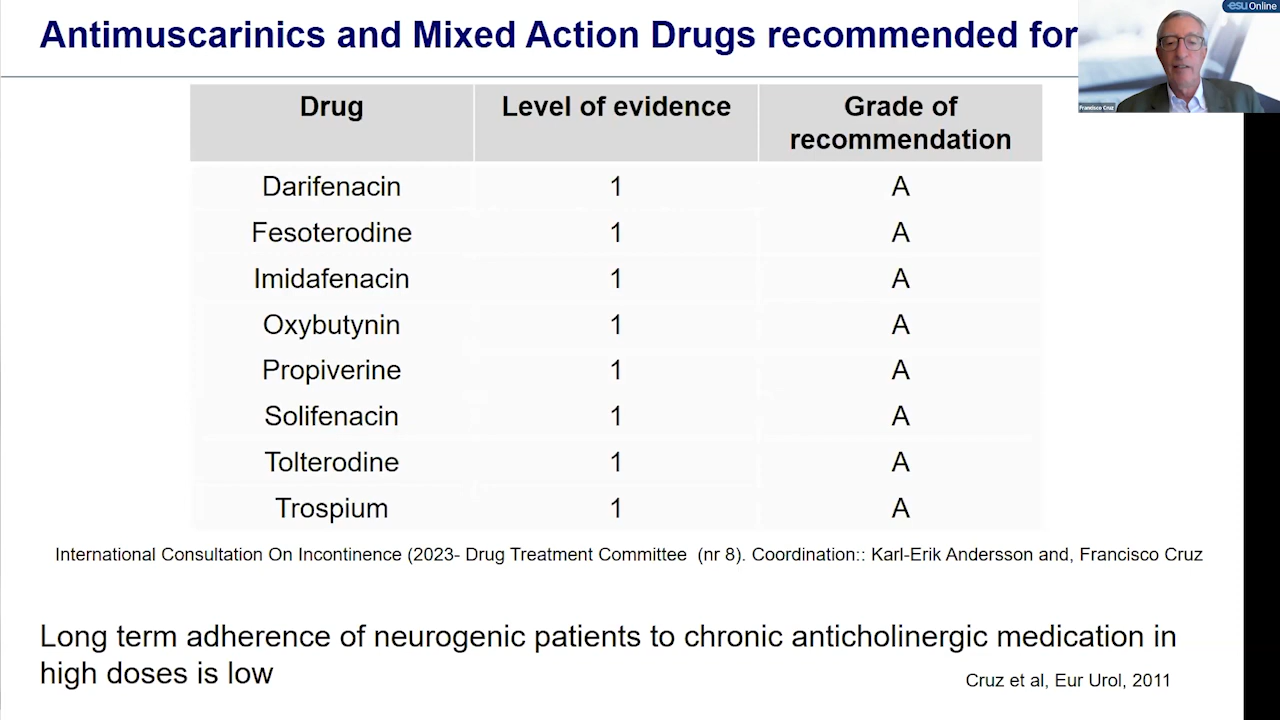 Antimuscarinics and Mixed Action Drugs recommended for
esu Online
Francisco Cruz
Drug Level of evidence Grade of recommendation
Darifenacin 1 A
Fesoterodine 1 A
Imidafenacin 1 A
Oxybutynin 1 A
Propiverine 1 A
Solifenacin 1 A
Tolterodine 1 A
Trospium 1 A
International Consultation On Incontinence (2023- Drug Treatment Committee (nr 8). Coordination:: Karl-Erik Andersson and, Francisco Cruz
Long term adherence of neurogenic patients to chronic anticholinergic medication in
high doses is low
Cruz et al, Eur Urol, 2011